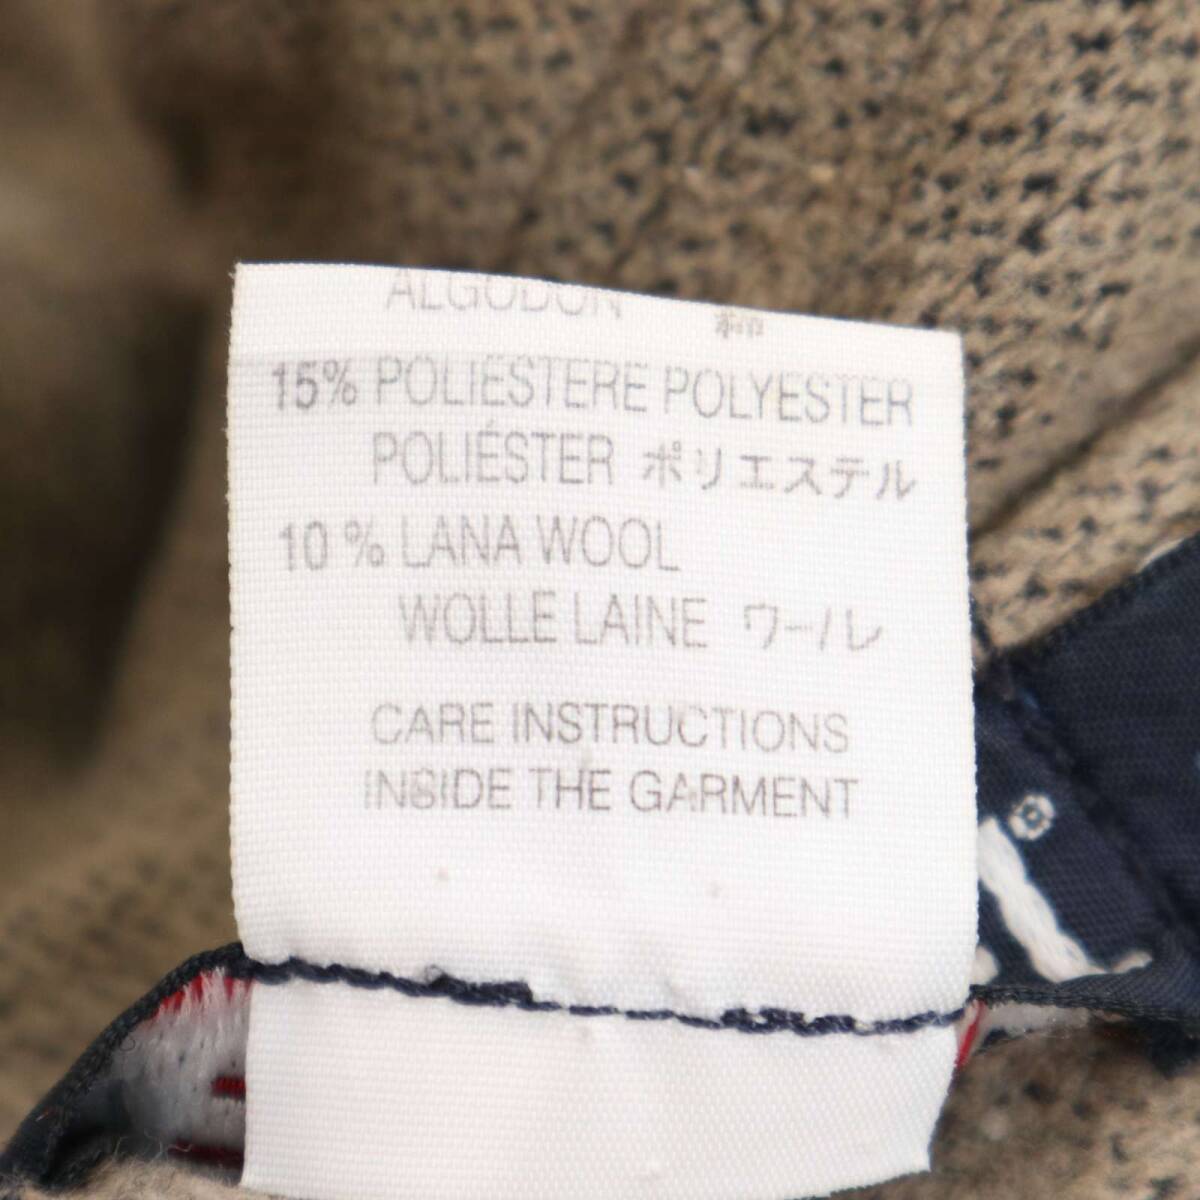 ALGODON 綿
15% POLIESTERE POLYESTER
POLIÉSTER ポリエステル
10 % LANA WOOL
WOLLE LAINE ウール
CARE INSTRUCTIONS
INSIDE THE GARMENT